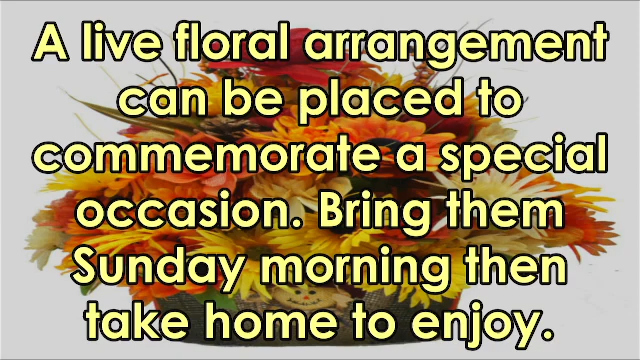 A live floral arrangement
can be placed to
commemorate a special
occasion. Bring them
Sunday morning then
take home to enjoy.